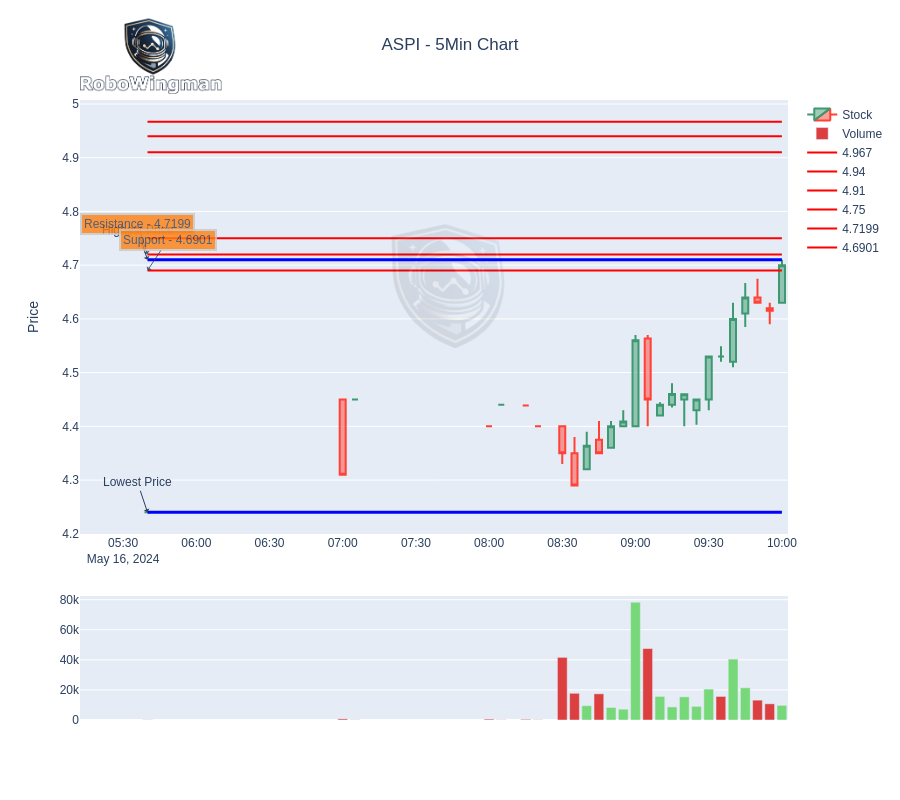 RoboWingman
ASPI - 5Min Chart
Stock
Volume
4.967
4.94
4.91
4.75
4.7199
4.6901
Price
5
4.9
4.8
4.7
4.6
4.5
4.4
4.3
4.2
Resistance - 4.7199
Support - 4.6901
Lowest Price
05:30
06:00
06:30
07:00
07:30
08:00
08:30
09:00
09:30
10:00
May 16, 2024
80k
60k
40k
20k
0